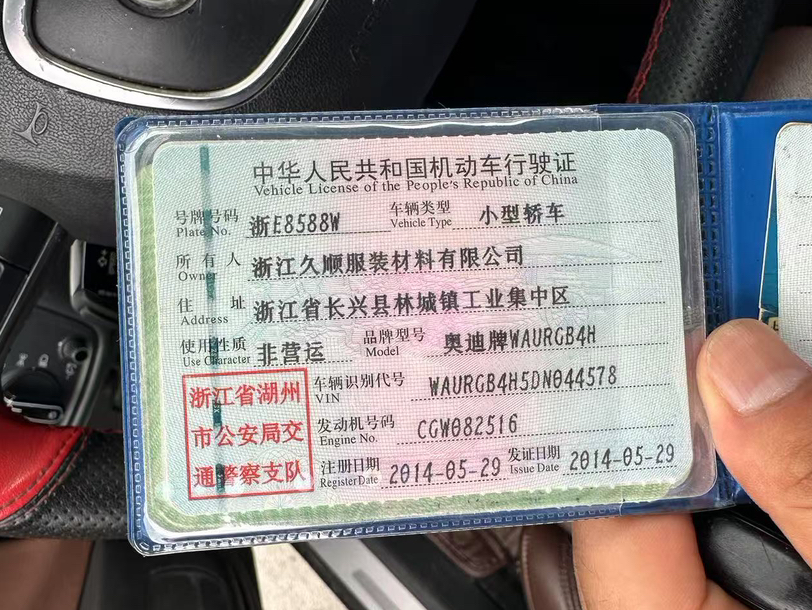 中华人民共和国机动车行驶证
Vehicle License of the People's Republic of China
号牌号码 浙E8588W 车辆类型 小型轿车
Plate No. Vehicle Type
所有人 浙江久顺服装材料有限公司
Owner
住址 浙江省长兴县林城镇工业集中区
Address
使用性质 非营运 品牌型号 奥迪牌WAURGB4H
Use Character Model
浙江省湖州
市公安局交
通警察支队
车辆识别代号 WAURGB4H5DN044578
VIN
发动机号码 CGW082516
Engine No.
注册日期 2014-05-29 发证日期 2014-05-29
Register Date Issue Date